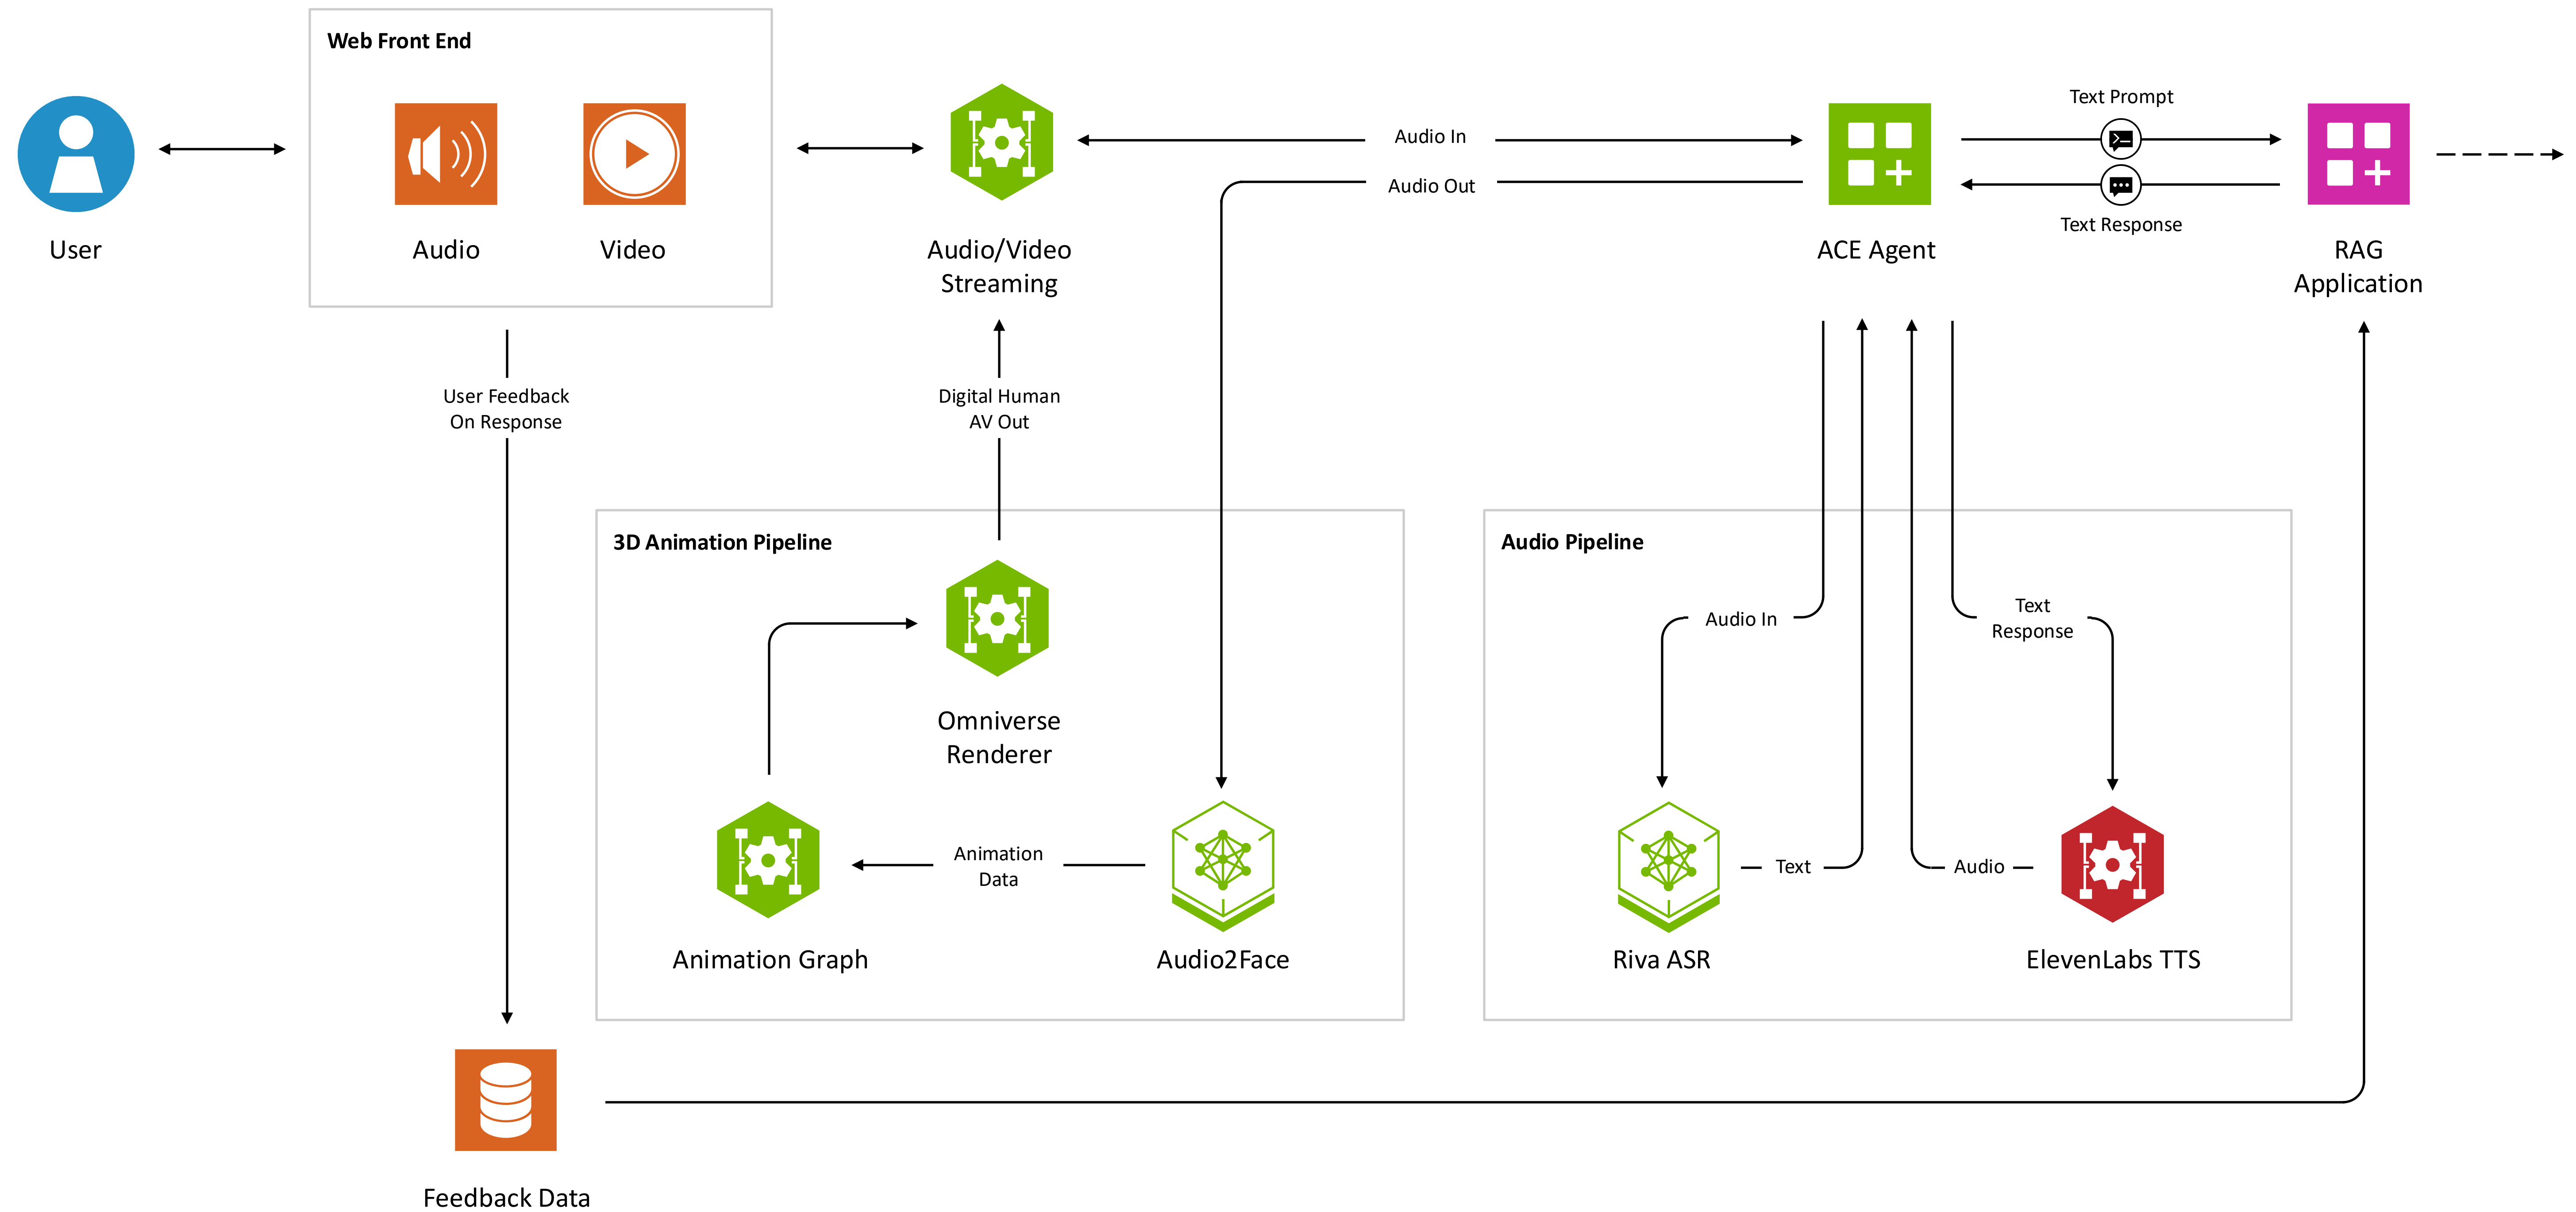 Web Front End
User
Audio
Video
Audio/Video
Streaming
Audio In
Audio Out
ACE Agent
Text Prompt
Text Response
RAG
Application
User Feedback
On Response
Digital Human
AV Out
3D Animation Pipeline
Omniverse
Renderer
Animation Graph
Animation
Data
Audio2Face
Audio Pipeline
Audio In
Text
Response
Riva ASR
Text
Audio
ElevenLabs TTS
Feedback Data